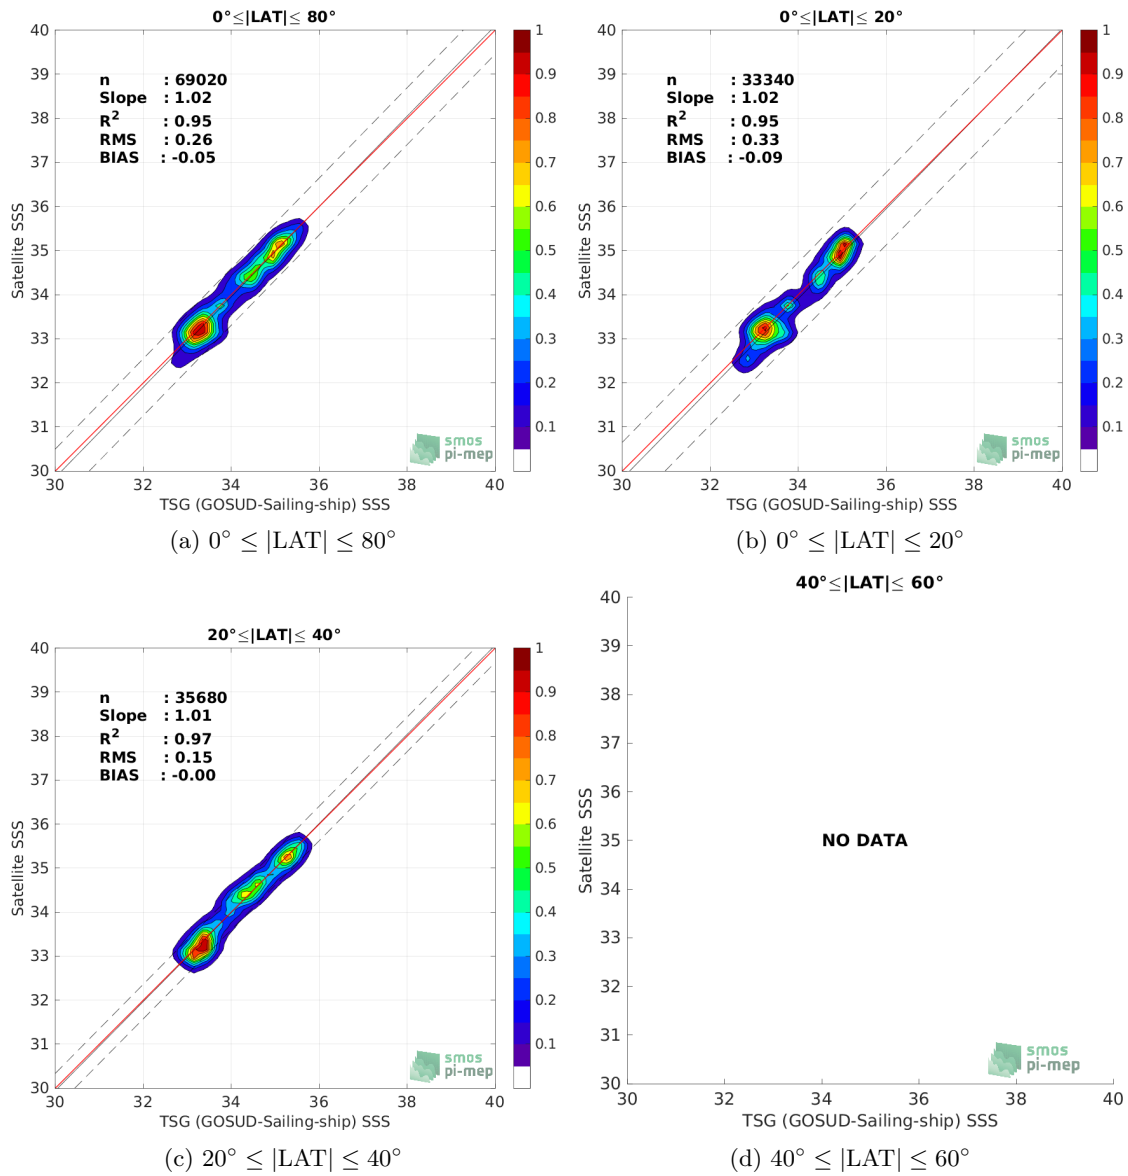 0°≤|LAT|≤ 80°
40
39
38
37
36
35
34
33
32
31
30
Satellite SSS
n : 69020
Slope : 1.02
R2 : 0.95
RMS : 0.26
BIAS : -0.05
1
0.9
0.8
0.7
0.6
0.5
0.4
0.3
0.2
0.1
smos
pi-mep
30 32 34 36 38 40
TSG (GOSUD-Sailing-ship) SSS
(a) 0° ≤ |LAT| ≤ 80°
0°≤|LAT|≤ 20°
40
39
38
37
36
35
34
33
32
31
30
Satellite SSS
n : 33340
Slope : 1.02
R2 : 0.95
RMS : 0.33
BIAS : -0.09
1
0.9
0.8
0.7
0.6
0.5
0.4
0.3
0.2
0.1
smos
pi-mep
30 32 34 36 38 40
TSG (GOSUD-Sailing-ship) SSS
(b) 0° ≤ |LAT| ≤ 20°
20°≤|LAT|≤ 40°
40
39
38
37
36
35
34
33
32
31
30
Satellite SSS
n : 35680
Slope : 1.01
R2 : 0.97
RMS : 0.15
BIAS : -0.00
1
0.9
0.8
0.7
0.6
0.5
0.4
0.3
0.2
0.1
smos
pi-mep
30 32 34 36 38 40
TSG (GOSUD-Sailing-ship) SSS
(c) 20° ≤ |LAT| ≤ 40°
40°≤|LAT|≤ 60°
40
39
38
37
36
35
34
33
32
31
30
Satellite SSS
NO DATA
smos
pi-mep
30 32 34 36 38 40
TSG (GOSUD-Sailing-ship) SSS
(d) 40° ≤ |LAT| ≤ 60°